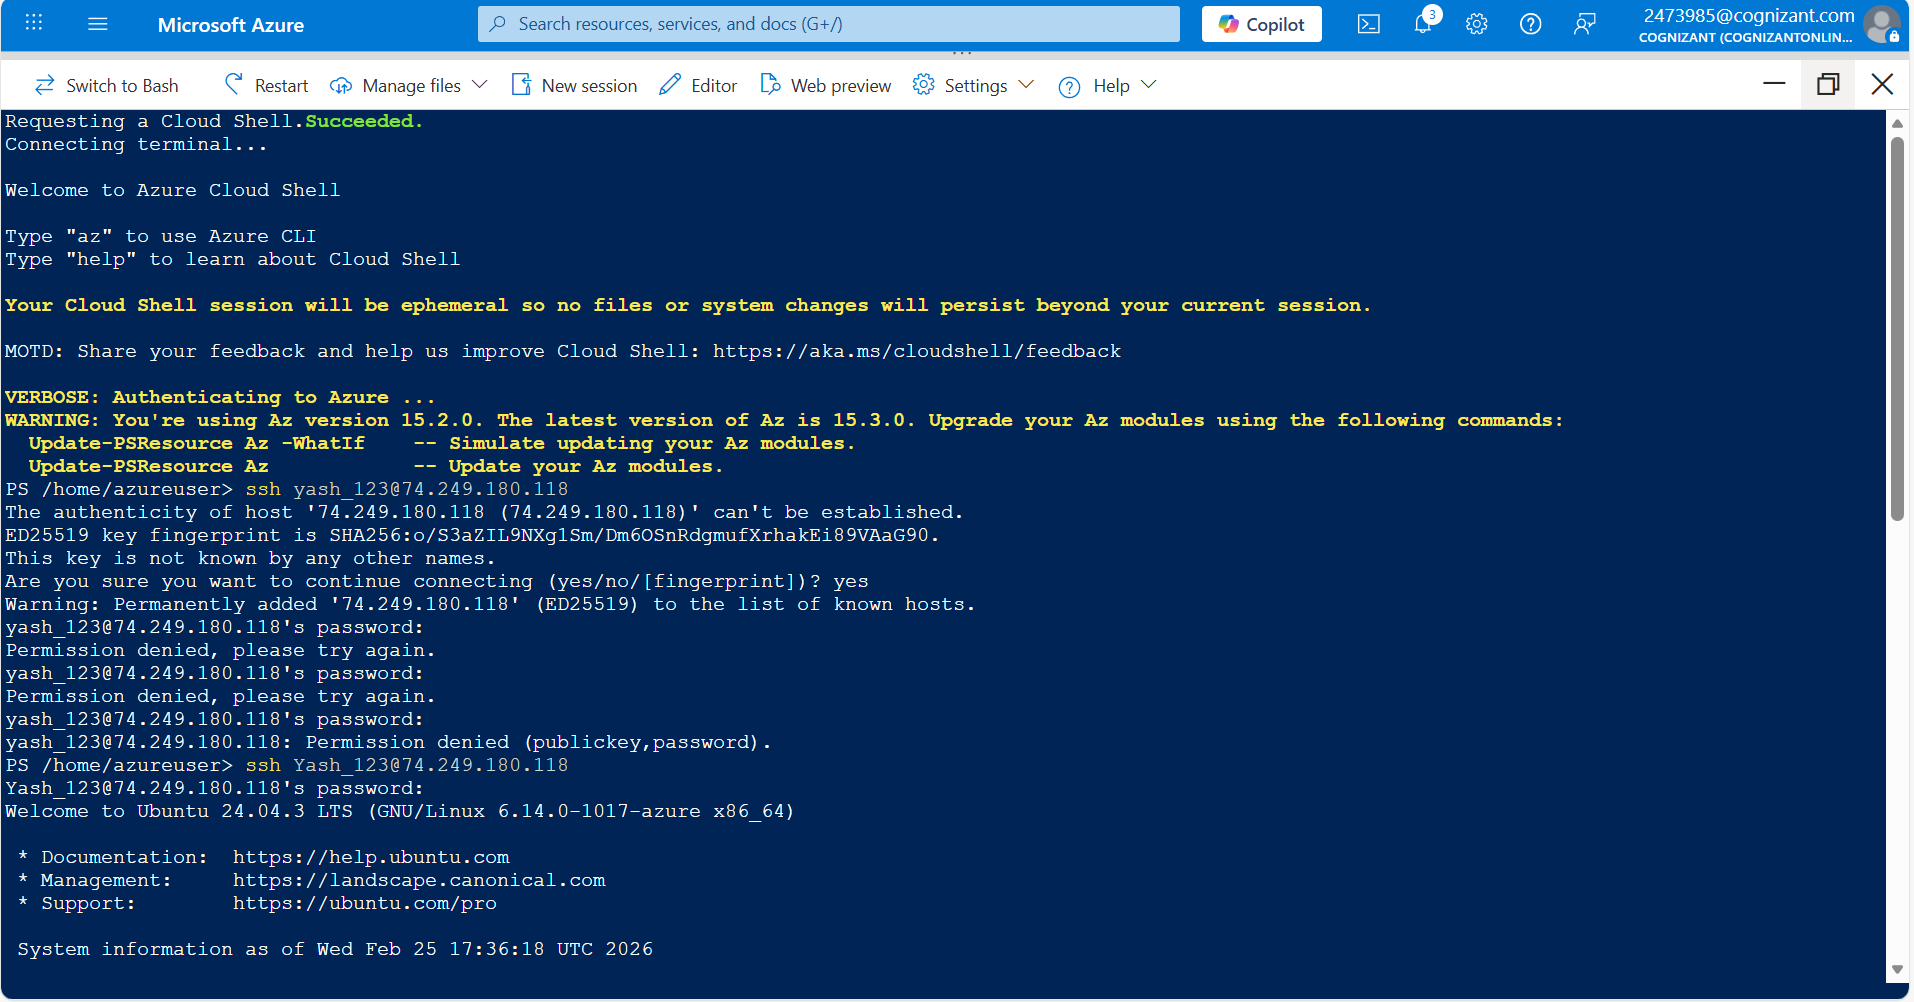 Microsoft Azure
Search resources, services, and docs (G+/)
Copilot
3
2473985@cognizant.com
COGNIZANT (COGNIZANTONLIN...
Switch to Bash
Restart
Manage files
New session
Editor
Web preview
Settings
Help
Requesting a Cloud Shell.Succeeded.
Connecting terminal...
Welcome to Azure Cloud Shell
Type "az" to use Azure CLI
Type "help" to learn about Cloud Shell
Your Cloud Shell session will be ephemeral so no files or system changes will persist beyond your current session.
MOTD: Share your feedback and help us improve Cloud Shell: https://aka.ms/cloudshell/feedback
VERBOSE: Authenticating to Azure ...
WARNING: You're using Az version 15.2.0. The latest version of Az is 15.3.0. Upgrade your Az modules using the following commands:
  Update-PSResource Az -WhatIf    -- Simulate updating your Az modules.
  Update-PSResource Az            -- Update your Az modules.
PS /home/azureuser> ssh yash_123@74.249.180.118
The authenticity of host '74.249.180.118 (74.249.180.118)' can't be established.
ED25519 key fingerprint is SHA256:o/S3aZIL9NXg1Sm/Dm6OSnRdgmufXrhakEi89VAaG90.
This key is not known by any other names.
Are you sure you want to continue connecting (yes/no/[fingerprint])? yes
Warning: Permanently added '74.249.180.118' (ED25519) to the list of known hosts.
yash_123@74.249.180.118's password:
Permission denied, please try again.
yash_123@74.249.180.118's password:
Permission denied, please try again.
yash_123@74.249.180.118's password:
yash_123@74.249.180.118: Permission denied (publickey,password).
PS /home/azureuser> ssh Yash_123@74.249.180.118
Yash_123@74.249.180.118's password:
Welcome to Ubuntu 24.04.3 LTS (GNU/Linux 6.14.0-1017-azure x86_64)
 * Documentation:  https://help.ubuntu.com
 * Management:     https://landscape.canonical.com
 * Support:        https://ubuntu.com/pro
 System information as of Wed Feb 25 17:36:18 UTC 2026